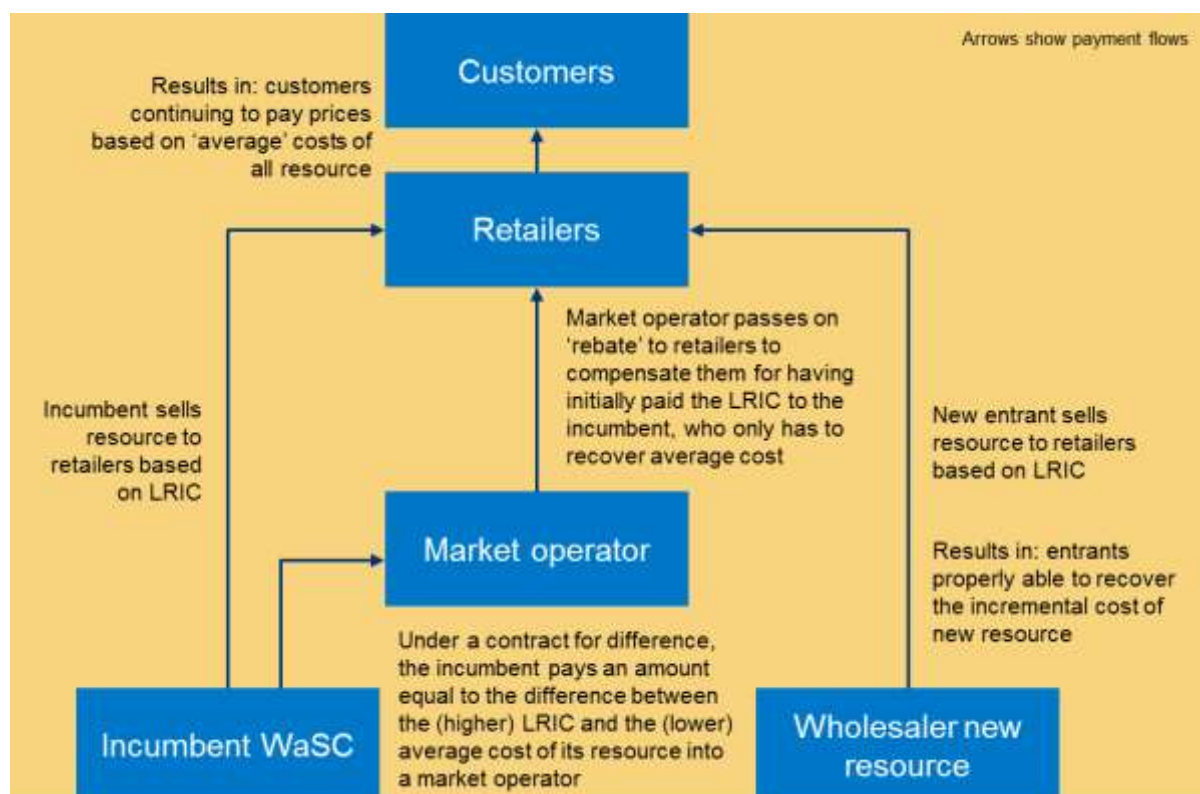 Arrows show payment flows
Customers
Results in: customers
continuing to pay prices
based on ‘average’ costs of
all resource
Retailers
Market operator passes on
‘rebate’ to retailers to
compensate them for having
initially paid the LRIC to the
incumbent, who only has to
recover average cost
Incumbent sells
resource to
retailers based
on LRIC
New entrant sells
resource to retailers
based on LRIC
Market operator
Results in: entrants
properly able to recover
the incremental cost of
new resource
Under a contract for difference,
the incumbent pays an amount
equal to the difference between
the (higher) LRIC and the (lower)
average cost of its resource into
a market operator
Incumbent WaSC
Wholesaler new
resource